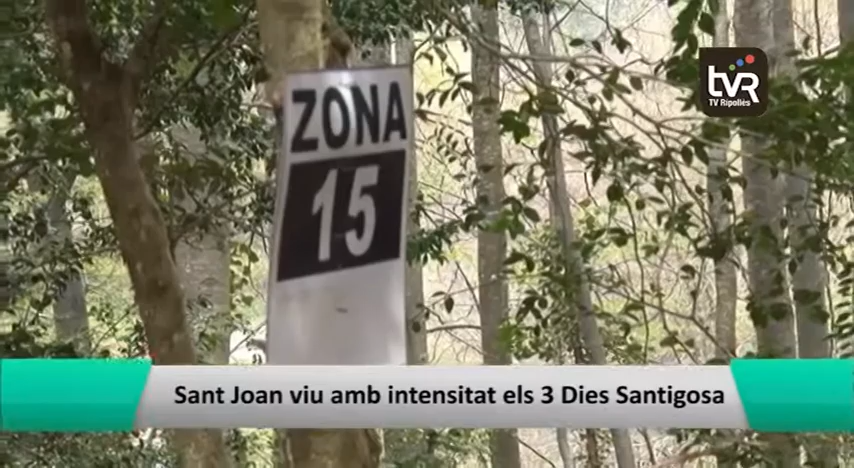 tvR
TV Ripollès
ZONA
15
Sant Joan viu amb intensitat els 3 Dies Santigosa